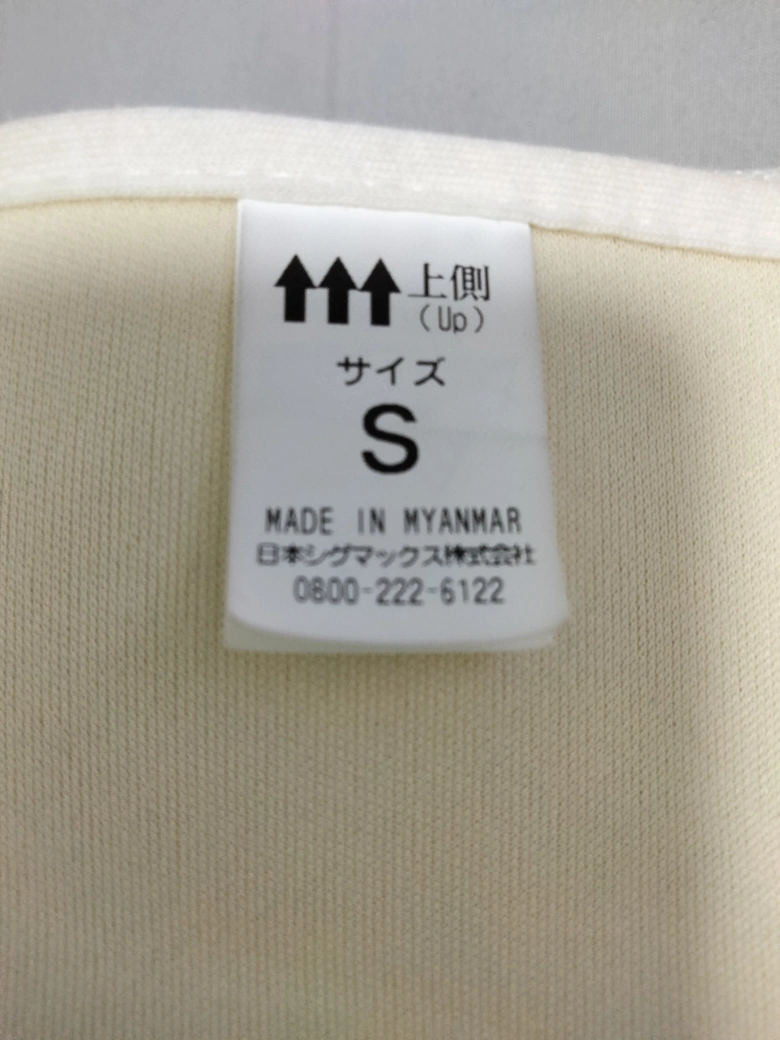 上側
(Up)
サイズ
S
MADE IN MYANMAR
日本シグマックス株式会社
0800-222-6122